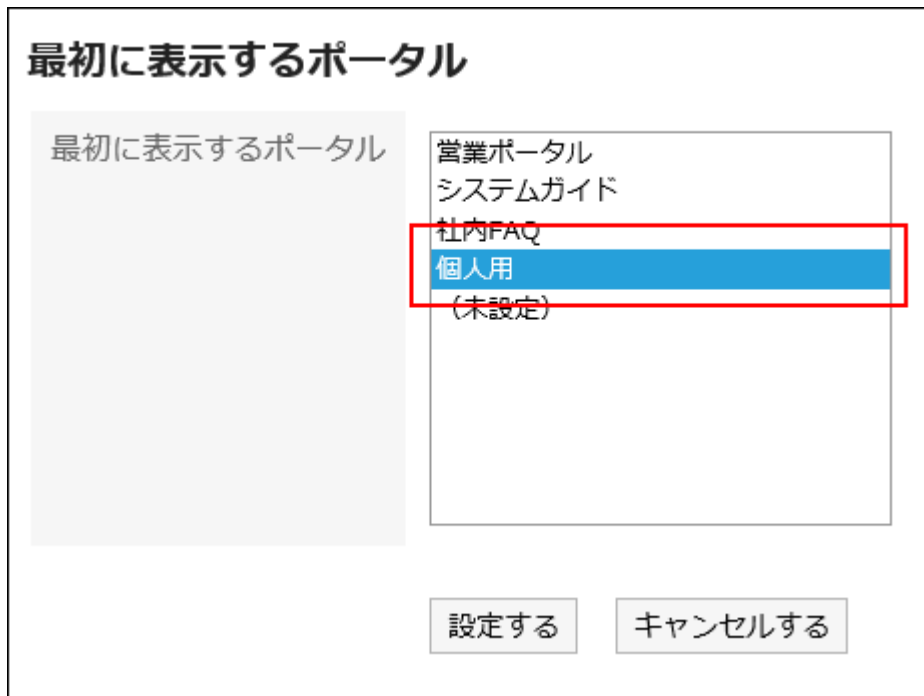 最初に表示するポータル
最初に表示するポータル
営業ポータル
システムガイド
社内FAQ
個人用
（未設定）
設定する
キャンセルする